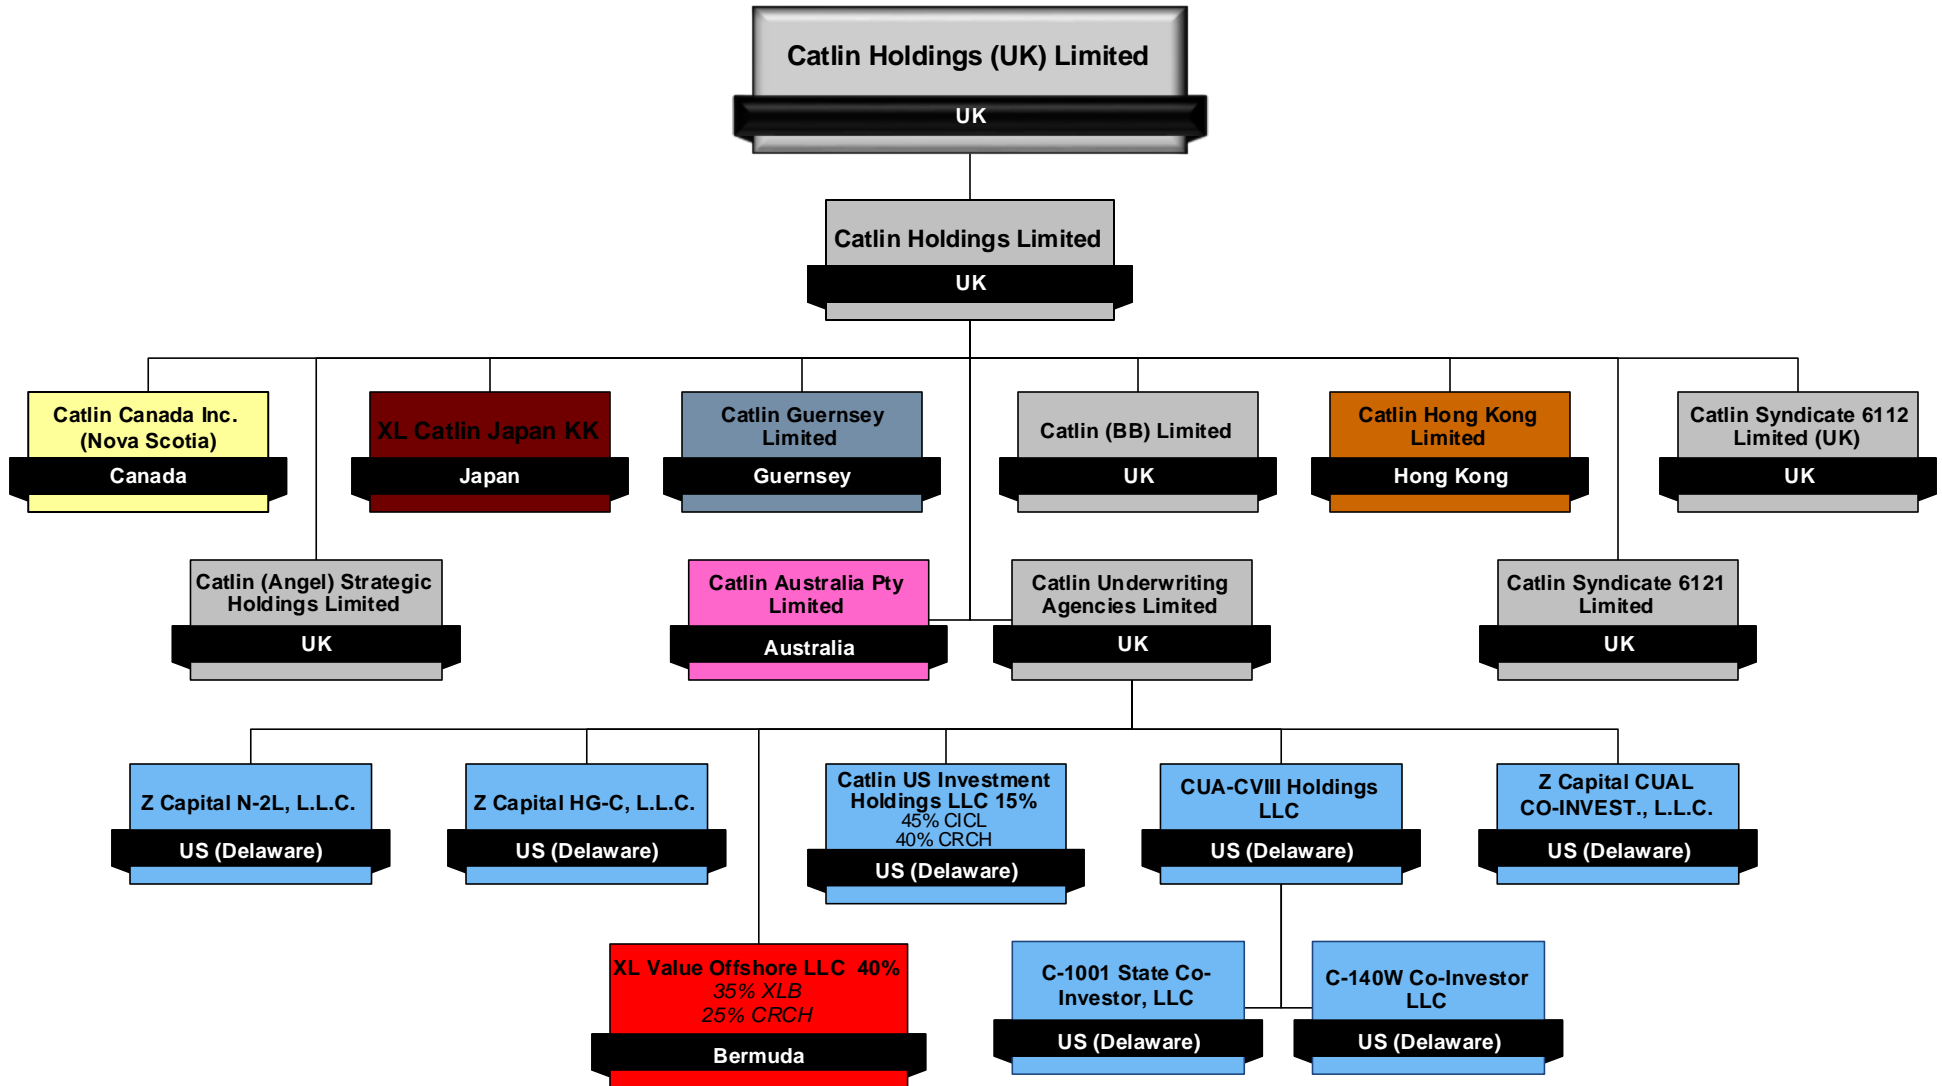 Catlin Holdings (UK) Limited
UK
Catlin Holdings Limited
UK
Catlin Canada Inc.
(Nova Scotia)
Canada
XL Catlin Japan KK
Japan
Catlin Guernsey
Limited
Guernsey
Catlin (BB) Limited
UK
Catlin Hong Kong
Limited
Hong Kong
Catlin Syndicate 6112
Limited (UK)
UK
Catlin (Angel) Strategic
Holdings Limited
UK
Catlin Australia Pty
Limited
Australia
Catlin Underwriting
Agencies Limited
UK
Catlin Syndicate 6121
Limited
UK
Z Capital N-2L, L.L.C.
US (Delaware)
Z Capital HG-C, L.L.C.
US (Delaware)
Catlin US Investment
Holdings LLC 15%
45% CICL
40% CRCH
US (Delaware)
CUA-CVIII Holdings
LLC
US (Delaware)
Z Capital CUAL
CO-INVEST., L.L.C.
US (Delaware)
XL Value Offshore LLC 40%
35% XLB
25% CRCH
Bermuda
C-1001 State Co-
Investor, LLC
US (Delaware)
C-140W Co-Investor
LLC
US (Delaware)